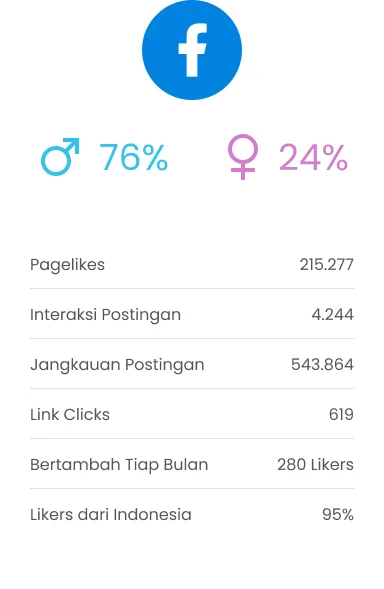 76% 24%
Pagelikes 215.277
Interaksi Postingan 4.244
Jangkauan Postingan 543.864
Link Clicks 619
Bertambah Tiap Bulan 280 Likers
Likers dari Indonesia 95%